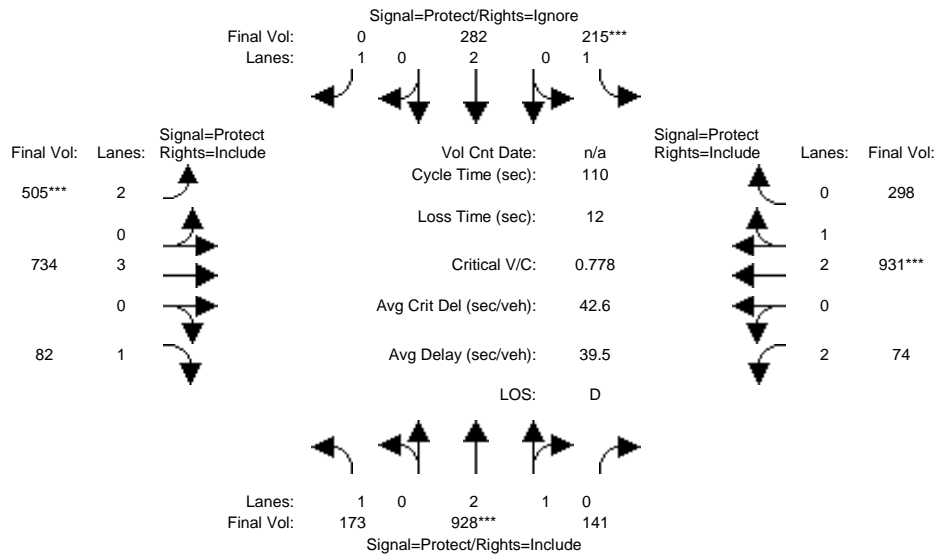 Signal=Protect/Rights=Ignore
Final Vol: 0 282 215***
Lanes: 1 0 2 0 1
Signal=Protect Signal=Protect
Final Vol: Lanes: Rights=Include Vol Cnt Date: n/a Rights=Include Lanes: Final Vol:
Cycle Time (sec): 110
505*** 2 0 298
Loss Time (sec): 12
0 1
734 3 Critical V/C: 0.778 2 931***
0 Avg Crit Del (sec/veh): 42.6 0
82 1 Avg Delay (sec/veh): 39.5 2 74
LOS: D
Lanes: 1 0 2 1 0
Final Vol: 173 928*** 141
Signal=Protect/Rights=Include